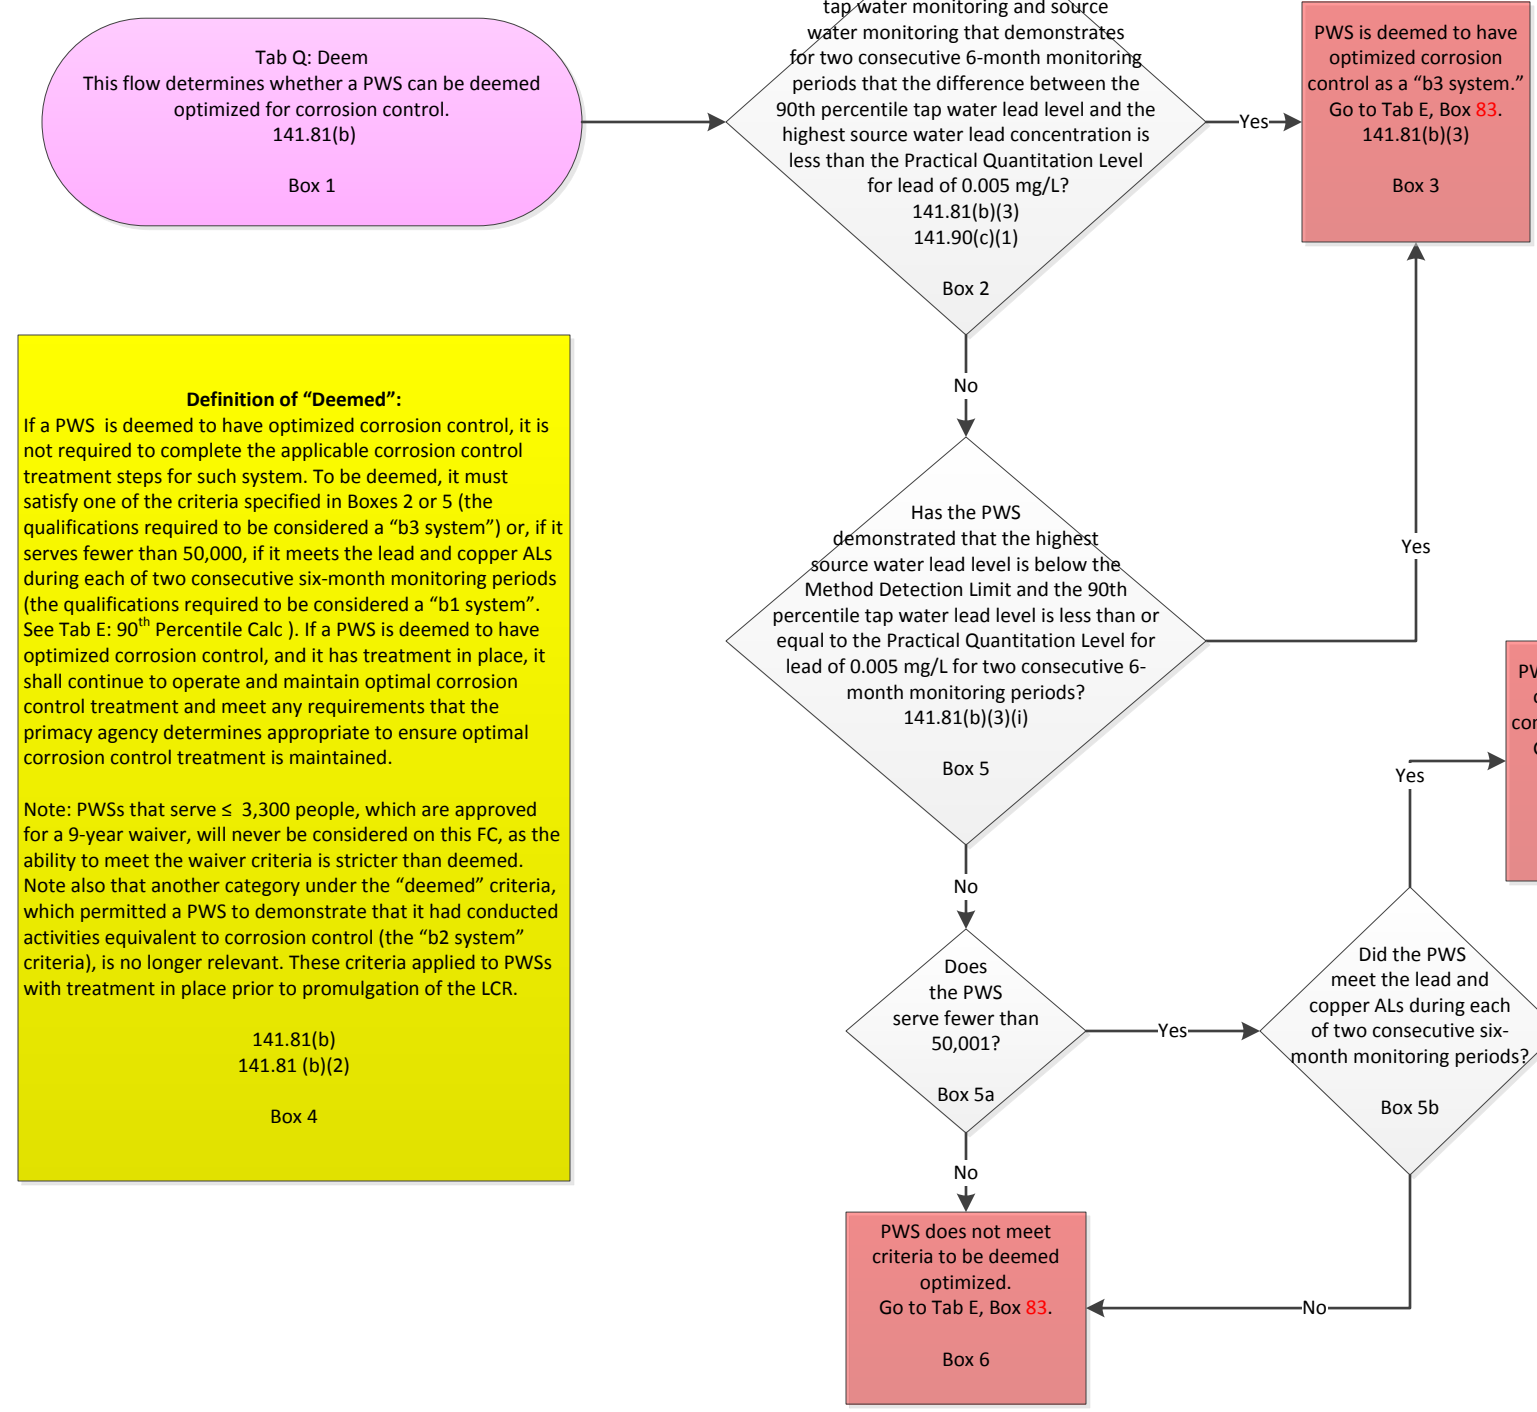 Tab Q: Deem
This flow determines whether a PWS can be deemed
optimized for corrosion control.
141.81(b)
Box 1
tap water monitoring and source
water monitoring that demonstrates
for two consecutive 6-month monitoring
periods that the difference between the
90th percentile tap water lead level and the
highest source water lead concentration is
less than the Practical Quantitation Level
for lead of 0.005 mg/L?
141.81(b)(3)
141.90(c)(1)
Box 2
Yes
PWS is deemed to have
optimized corrosion
control as a “b3 system.”
Go to Tab E, Box 83.
141.81(b)(3)
Box 3
No
Definition of “Deemed”:
If a PWS  is deemed to have optimized corrosion control, it is
not required to complete the applicable corrosion control
treatment steps for such system. To be deemed, it must
satisfy one of the criteria specified in Boxes 2 or 5 (the
qualifications required to be considered a “b3 system”) or, if it
serves fewer than 50,000, if it meets the lead and copper ALs
during each of two consecutive six-month monitoring periods
(the qualifications required to be considered a “b1 system”.
See Tab E: 90th Percentile Calc ). If a PWS is deemed to have
optimized corrosion control, and it has treatment in place, it
shall continue to operate and maintain optimal corrosion
control treatment and meet any requirements that the
primacy agency determines appropriate to ensure optimal
corrosion control treatment is maintained.
Note: PWSs that serve ≤  3,300 people, which are approved
for a 9-year waiver, will never be considered on this FC, as the
ability to meet the waiver criteria is stricter than deemed.
Note also that another category under the “deemed” criteria,
which permitted a PWS to demonstrate that it had conducted
activities equivalent to corrosion control (the “b2 system”
criteria), is no longer relevant. These criteria applied to PWSs
with treatment in place prior to promulgation of the LCR.
141.81(b)
141.81 (b)(2)
Box 4
Has the PWS
demonstrated that the highest
source water lead level is below the
Method Detection Limit and the 90th
percentile tap water lead level is less than or
equal to the Practical Quantitation Level for
lead of 0.005 mg/L for two consecutive 6-
month monitoring periods?
141.81(b)(3)(i)
Box 5
Yes
No
Does
the PWS
serve fewer than
50,001?
Box 5a
Yes
Did the PWS
meet the lead and
copper ALs during each
of two consecutive six-
month monitoring periods?
Box 5b
Yes
No
PWS does not meet
criteria to be deemed
optimized.
Go to Tab E, Box 83.
Box 6
No